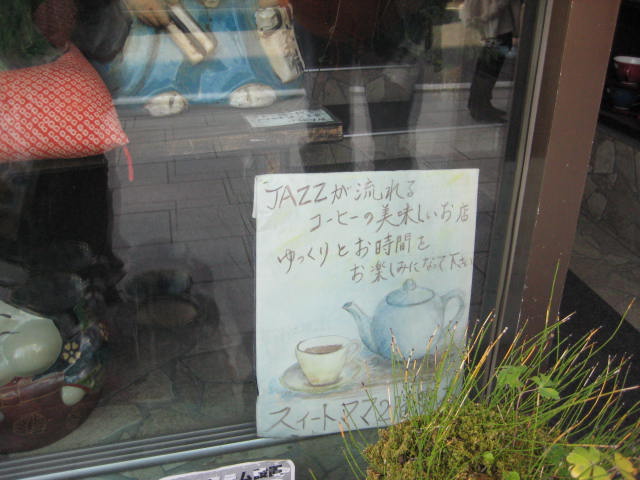 JAZZが流れる
コーヒーの美味しいお店
ゆっくりとお時間を
お楽しみになって下さい
スィートママ2